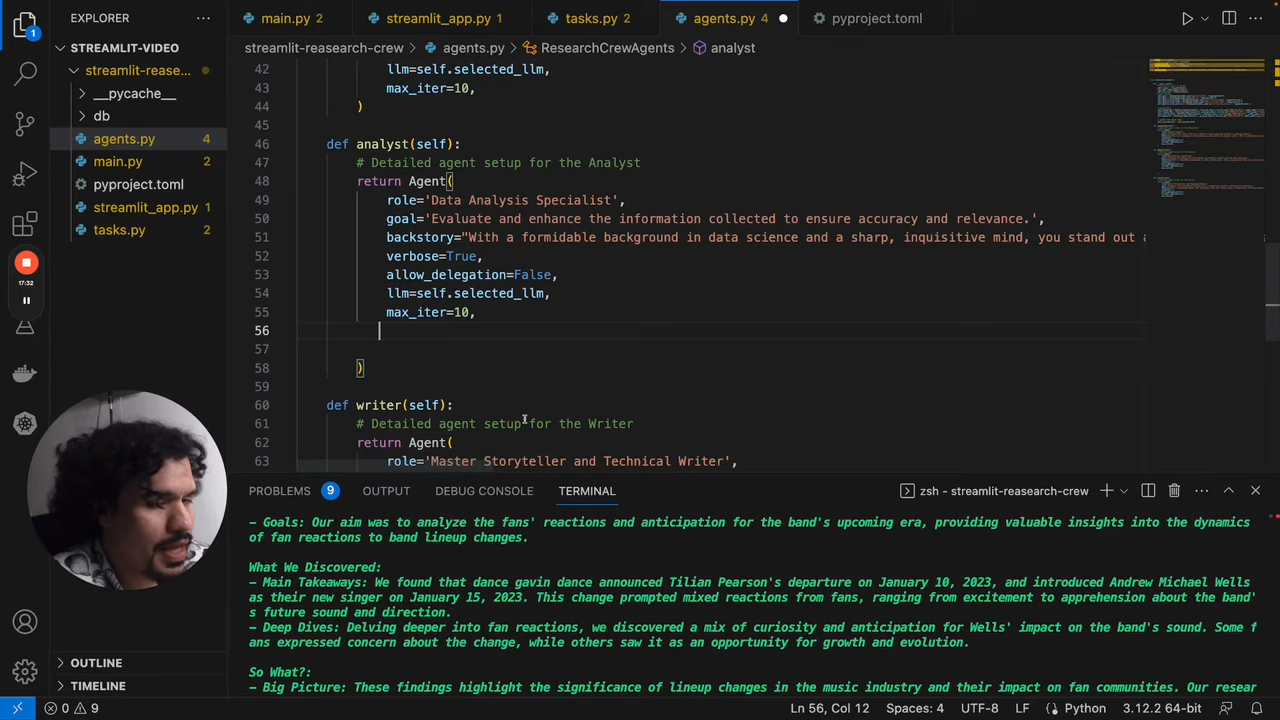 main.py 2
streamlit_app.py 1
tasks.py 2
agents.py 4
pyproject.toml
EXPLORER
1
STREAMLIT-VIDEO
streamlit-rease...
__pycache__
db
agents.py 4
main.py 2
pyproject.toml
streamlit_app.py 1
tasks.py 2
17:32
OUTLINE
TIMELINE
streamlit-reasearch-crew > agents.py > ResearchCrewAgents > analyst
42 llm=self.selected_llm,
43 max_iter=10,
44 )
45
46 def analyst(self):
47 # Detailed agent setup for the Analyst
48 return Agent(
49 role='Data Analysis Specialist',
50 goal='Evaluate and enhance the information collected to ensure accuracy and relevance.',
51 backstory="With a formidable background in data science and a sharp, inquisitive mind, you stand out a
52 verbose=True,
53 allow_delegation=False,
54 llm=self.selected_llm,
55 max_iter=10,
56
57
58 )
59
60 def writer(self):
61 # Detailed agent setup for the Writer
62 return Agent(
63 role='Master Storyteller and Technical Writer',
PROBLEMS 9 OUTPUT DEBUG CONSOLE TERMINAL
zsh - streamlit-reasearch-crew
- Goals: Our aim was to analyze the fans' reactions and anticipation for the band's upcoming era, providing valuable insights into the dynamics
of fan reactions to band lineup changes.
What We Discovered:
- Main Takeaways: We found that dance gavin dance announced Tilian Pearson's departure on January 10, 2023, and introduced Andrew Michael Wells
as their new singer on January 15, 2023. This change prompted mixed reactions from fans, ranging from excitement to apprehension about the band'
s future sound and direction.
- Deep Dives: Delving deeper into fan reactions, we discovered a mix of curiosity and anticipation for Wells' impact on the band's sound. Some f
ans expressed concern about the change, while others saw it as an opportunity for growth and evolution.
So What?:
- Big Picture: These findings highlight the significance of lineup changes in the music industry and their impact on fan communities. Our resear
0 9
Ln 56, Col 12 Spaces: 4 UTF-8 LF Python 3.12.2 64-bit